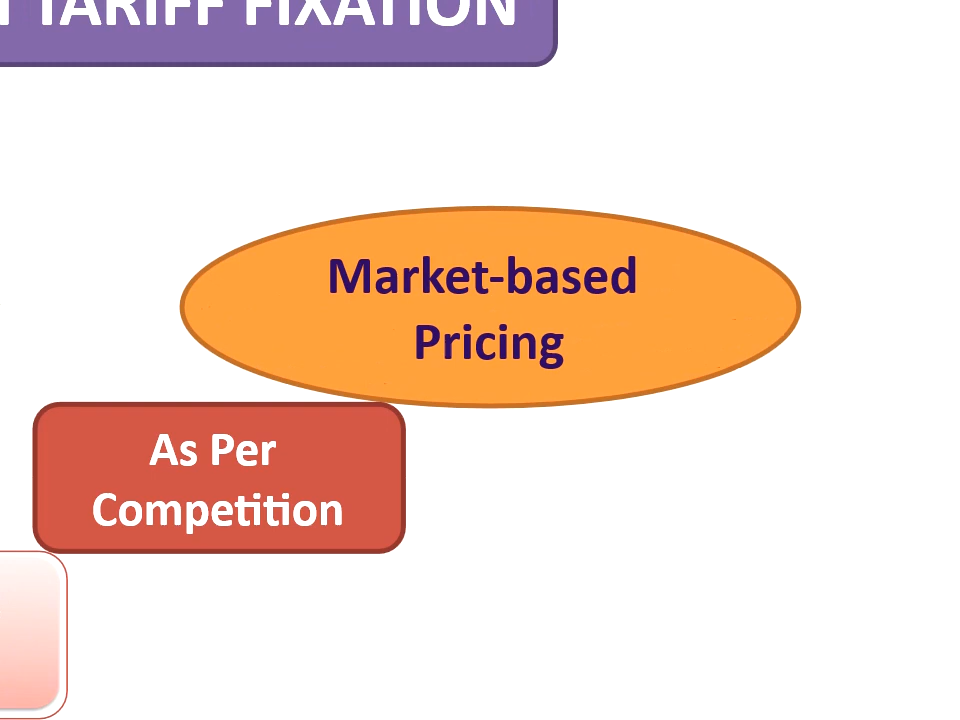 TARIFF FIXATION
Market-based
Pricing
As Per
Competition